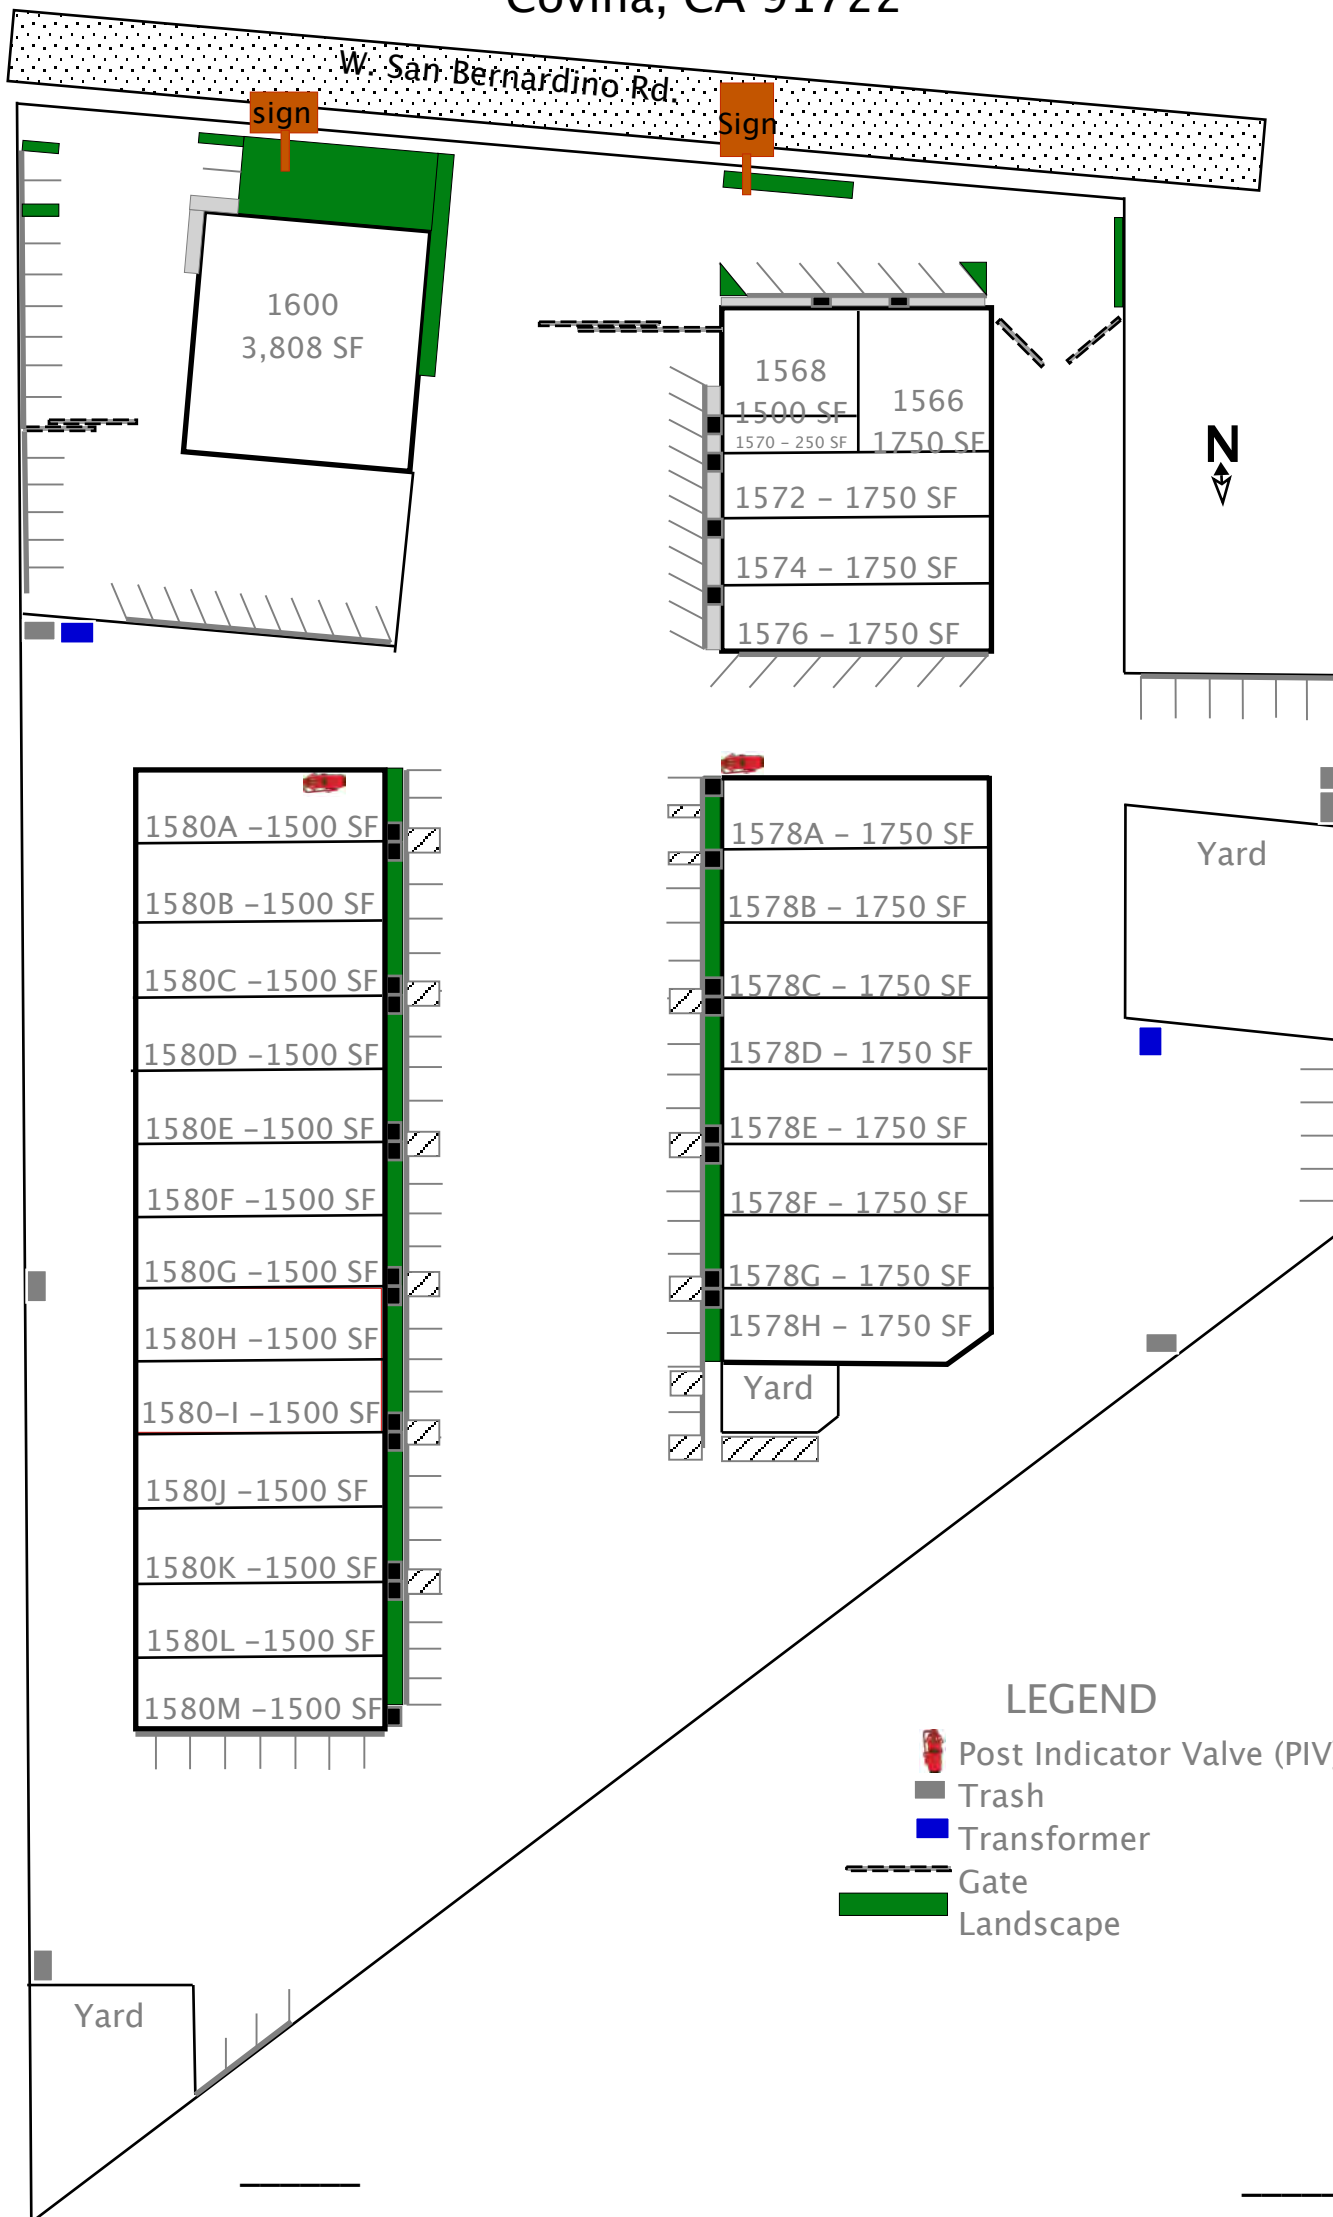 Covina, CA 91722
W. San Bernardino Rd.
sign
Sign
1600
3,808 SF
1568
1500 SF
1570 – 250 SF
1566
1750 SF
1572 – 1750 SF
1574 – 1750 SF
1576 – 1750 SF
N
1580A –1500 SF
1580B –1500 SF
1580C –1500 SF
1580D –1500 SF
1580E –1500 SF
1580F –1500 SF
1580G –1500 SF
1580H –1500 SF
1580–I –1500 SF
1580J –1500 SF
1580K –1500 SF
1580L –1500 SF
1580M –1500 SF
1578A – 1750 SF
1578B – 1750 SF
1578C – 1750 SF
1578D – 1750 SF
1578E – 1750 SF
1578F – 1750 SF
1578G – 1750 SF
1578H – 1750 SF
Yard
Yard
LEGEND
Post Indicator Valve (PIV)
Trash
Transformer
Gate
Landscape
Yard